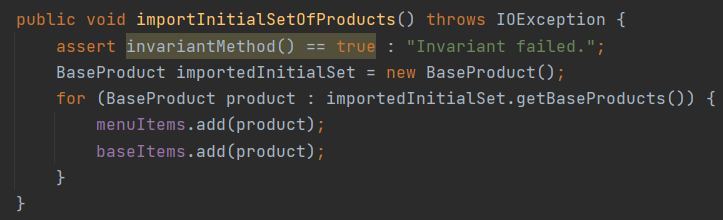 public void importInitialSetOfProducts() throws IOException {
    assert invariantMethod() == true : "Invariant failed.";
    BaseProduct importedInitialSet = new BaseProduct();
    for (BaseProduct product : importedInitialSet.getBaseProducts()) {
        menuItems.add(product);
        baseItems.add(product);
    }
}